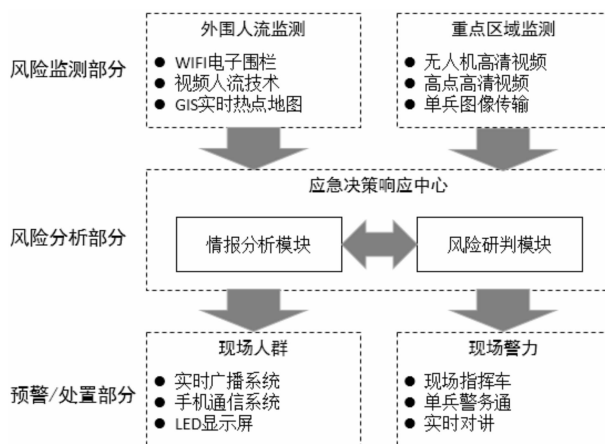 外围人流监测
重点区域监测
风险监测部分
● WIFI电子围栏
● 视频人流技术
● GIS实时热点地图
● 无人机高清视频
● 高点高清视频
● 单兵图像传输
应急决策响应中心
风险分析部分
情报分析模块
风险研判模块
现场人群
现场警力
预警/处置部分
● 实时广播系统
● 手机通信系统
● LED显示屏
● 现场指挥车
● 单兵警务通
● 实时对讲